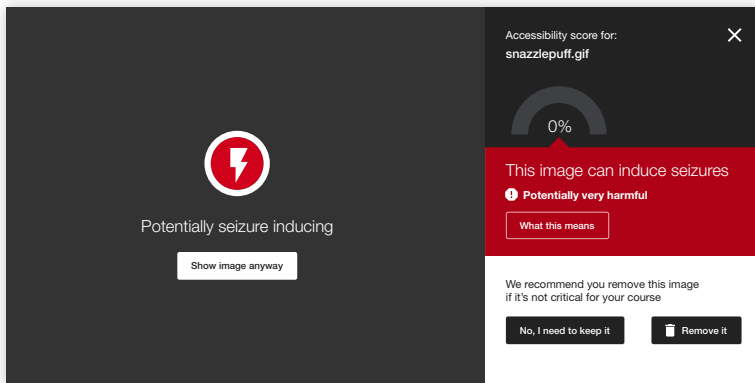 Accessibility score for:
snazzlepuff.gif
0%
This image can induce seizures
Potentially very harmful
What this means
We recommend you remove this image
if it's not critical for your course
No, I need to keep it
Remove it
Potentially seizure inducing
Show image anyway